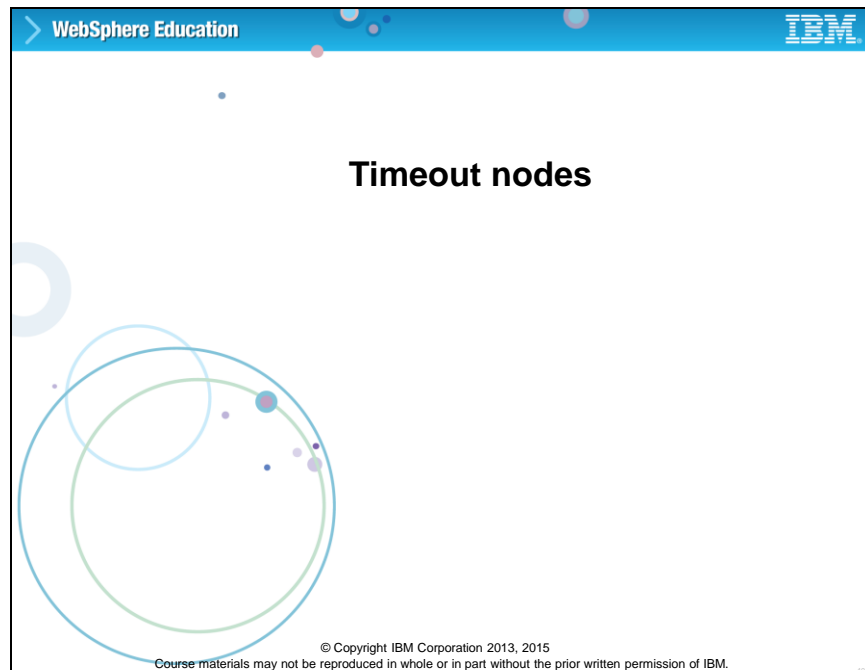 WebSphere Education
IBM
Timeout nodes
© Copyright IBM Corporation 2013, 2015
Course materials may not be reproduced in whole or in part without the prior written permission of IBM.